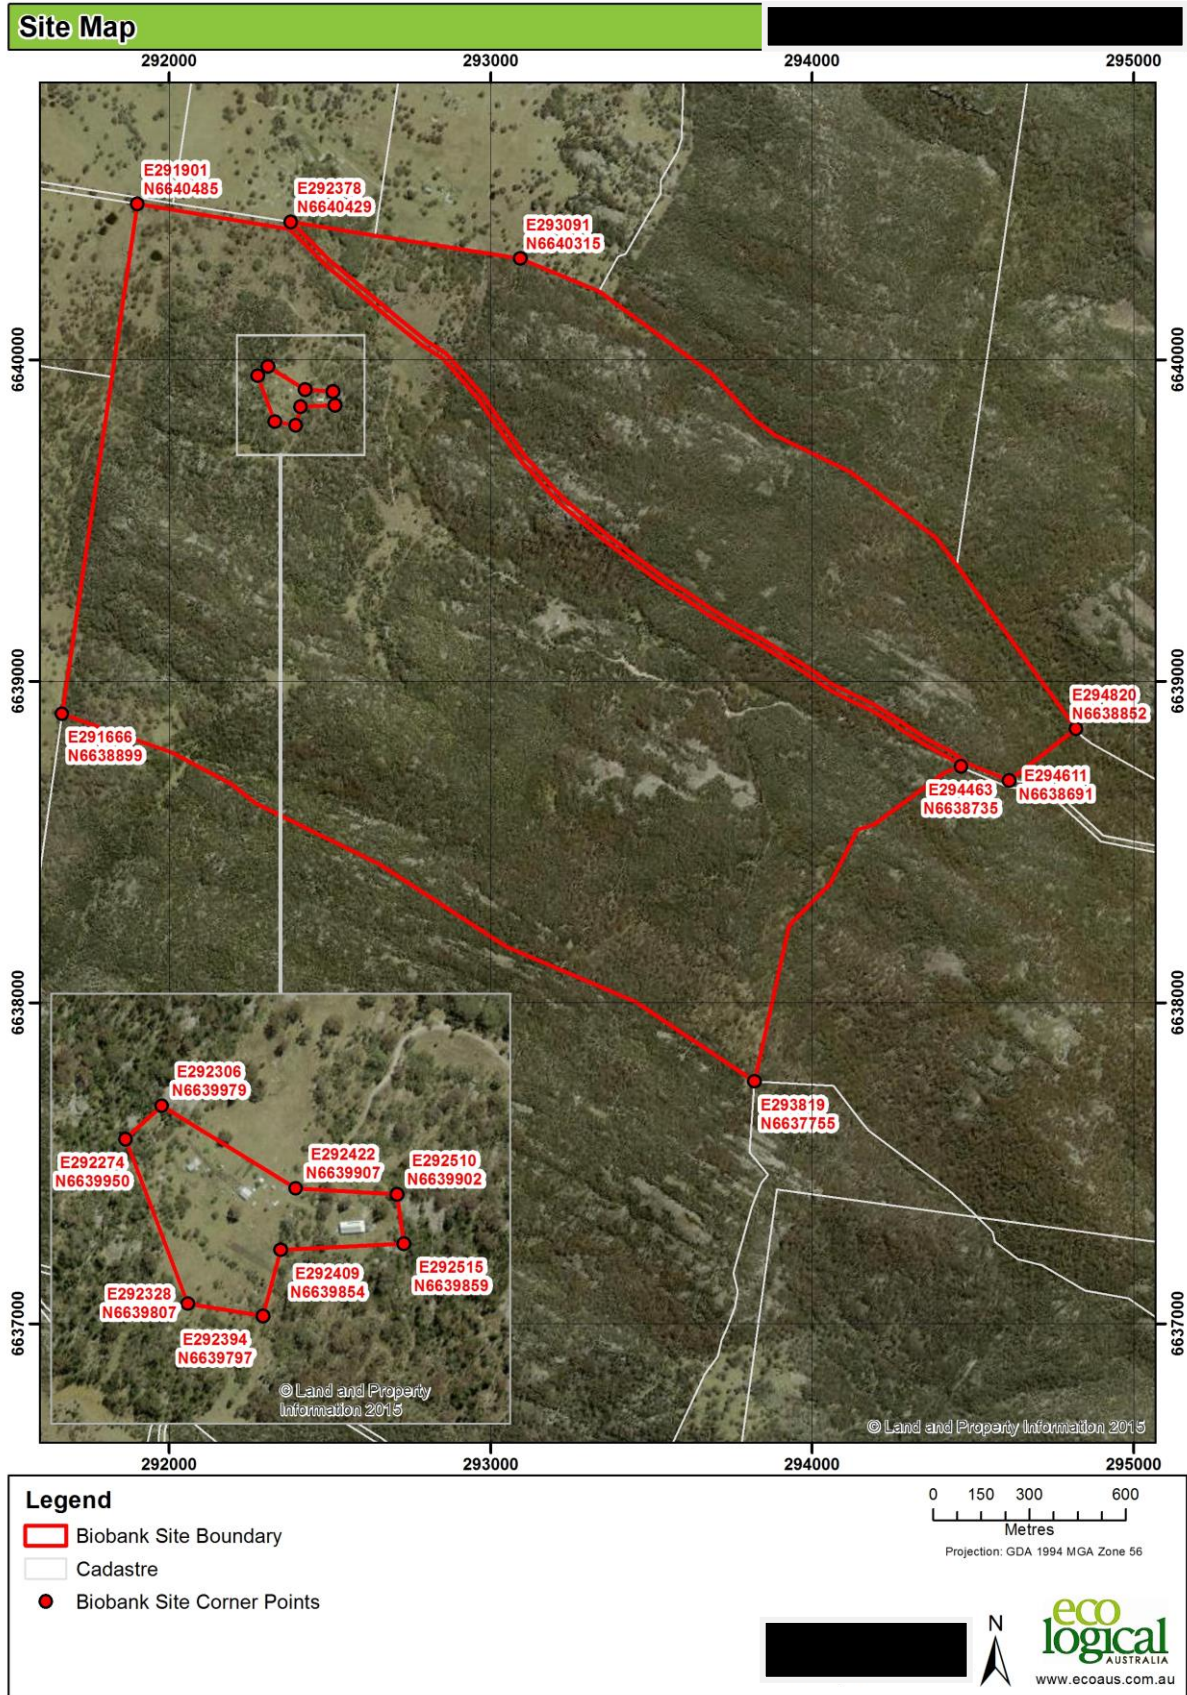 Site Map
292000
293000
294000
295000
E291901
N6640485
E292378
N6640429
E293091
N6640315
6640000
6640000
6639000
6639000
E291666
N6638899
E294820
N6638852
E294463
N6638735
E294611
N6638691
6638000
6638000
E293819
N6637755
E292306
N6639979
E292274
N6639950
E292422
N6639907
E292510
N6639902
E292409
N6639854
E292515
N6639859
E292328
N6639807
E292394
N6639797
© Land and Property
Information 2015
6637000
6637000
© Land and Property Information 2015
292000
293000
294000
295000
Legend
Biobank Site Boundary
Cadastre
Biobank Site Corner Points
0 150 300 600
Metres
Projection: GDA 1994 MGA Zone 56
N
eco
logical
AUSTRALIA
www.ecoaus.com.au